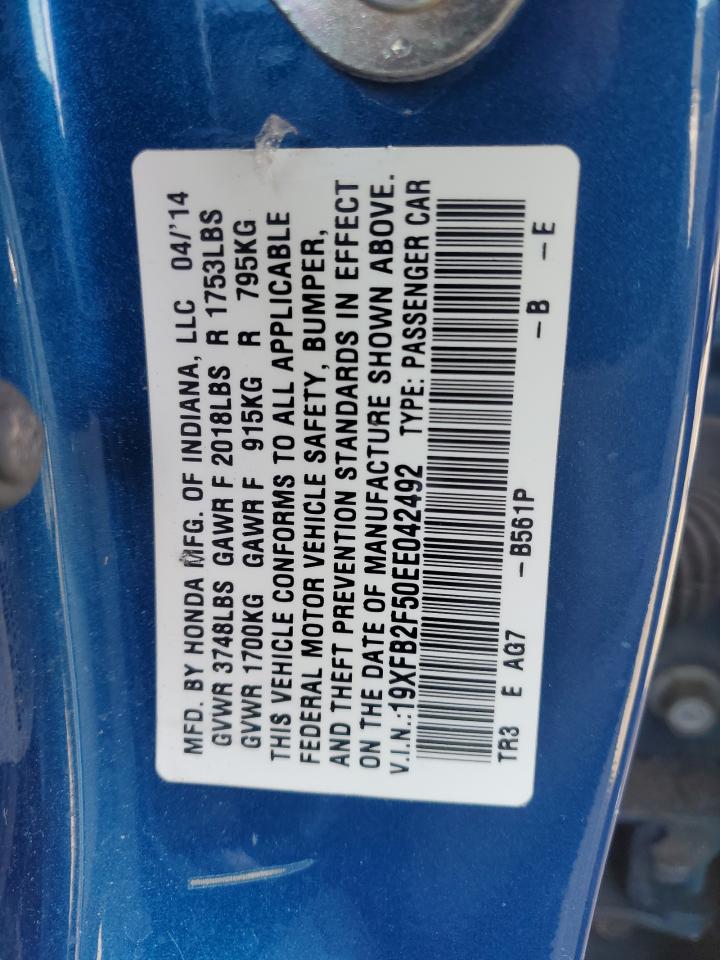 MFD. BY HONDA MFG. OF INDIANA, LLC 04/'14
GVWR 3748LBS GAWR F 2018LBS R 1753LBS
GVWR 1700KG GAWR F 915KG R 795KG
THIS VEHICLE CONFORMS TO ALL APPLICABLE
FEDERAL MOTOR VEHICLE SAFETY, BUMPER,
AND THEFT PREVENTION STANDARDS IN EFFECT
ON THE DATE OF MANUFACTURE SHOWN ABOVE.
V.I.N.:19XFB2F50EE042492 TYPE: PASSENGER CAR
TR3 E AG7 -B561P -B -E